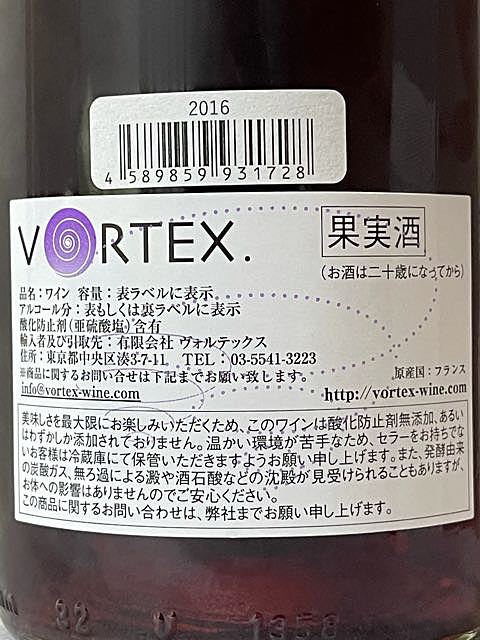 2016
4 589859 931728
VORTEX.
果実酒
(お酒は二十歳になってから)
品名:ワイン 容量:表ラベルに表示
アルコール分:表もしくは裏ラベルに表示
酸化防止剤(亜硫酸塩)含有
輸入者及び引取先:有限会社 ヴォルテックス
住所:東京都中央区湊3-7-11 TEL:03-5541-3223
※商品に関するお問い合せは下記までお願い致します。
原産国:フランス
info@vortex-wine.com http://vortex-wine.com
美味しさを最大限にお楽しみいただくため、このワインは酸化防止剤無添加、あるい
はわずかしか添加されておりません。温かい環境が苦手なため、セラーをお持ちでな
いお客様は冷蔵庫にて保管いただきますようお願い申し上げます。また、発酵由来
の炭酸ガス、無ろ過による澱や酒石酸などの沈殿が見受けられることもありますが、
お体への影響はありませんのでご安心ください。
この商品に関するお問い合わせは、弊社までお願い申し上げます。
32 U 1358